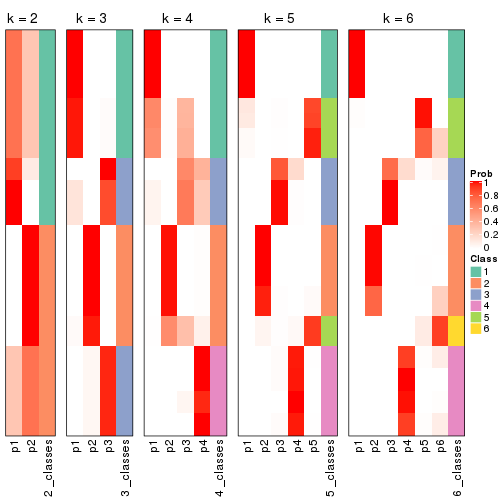 k = 2
k = 3
k = 4
k = 5
k = 6
Prob
1
0.8
0.6
0.4
0.2
0
Class
1
2
3
4
5
6
p1
p2
2_classes
p1
p2
p3
3_classes
p1
p2
p3
p4
4_classes
p1
p2
p3
p4
p5
5_classes
p1
p2
p3
p4
p5
p6
6_classes